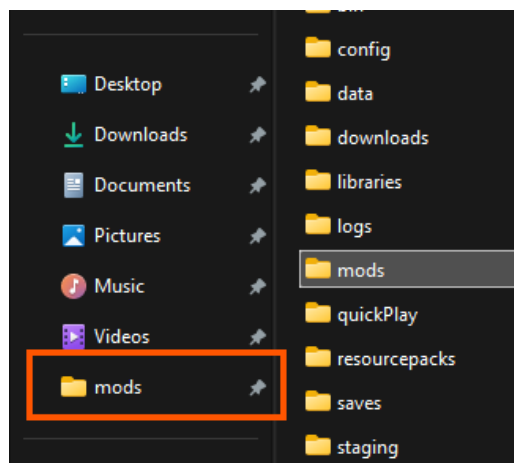 Desktop
Downloads
Documents
Pictures
Music
Videos
mods
config
data
downloads
libraries
logs
mods
quickPlay
resourcepacks
saves
staging